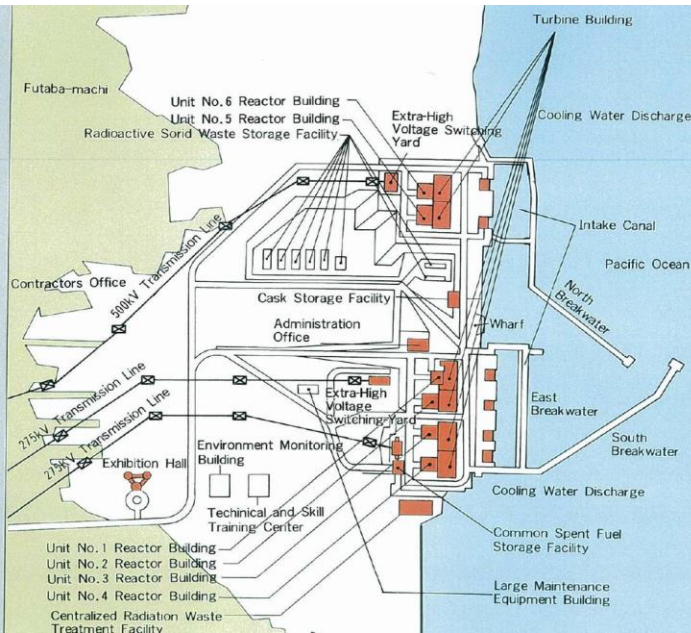 Turbine Building
Futaba-machi
Unit No.6 Reactor Building
Unit No.5 Reactor Building
Radioactive Sorid Waste Storage Facility
Extra-High
Voltage Switching
Yard
Cooling Water Discharge
Intake Canal
Pacific Ocean
Contractors Office
500kV Transmission Line
Cask Storage Facility
Administration
Office
Wharf
North
Breakwater
275kV Transmission Line
275kV Transmission Line
Extra-High
Voltage
Switching-Yard
East
Breakwater
South
Breakwater
Exhibition Hall
Environment Monitoring
Building
Techinical and Skill
Training Center
Cooling Water Discharge
Common Spent Fuel
Storage Facility
Unit No.1 Reactor Building
Unit No.2 Reactor Building
Unit No.3 Reactor Building
Unit No.4 Reactor Building
Large Maintenance
Equipment Building
Centralized Radiation Waste
Treatment Facility